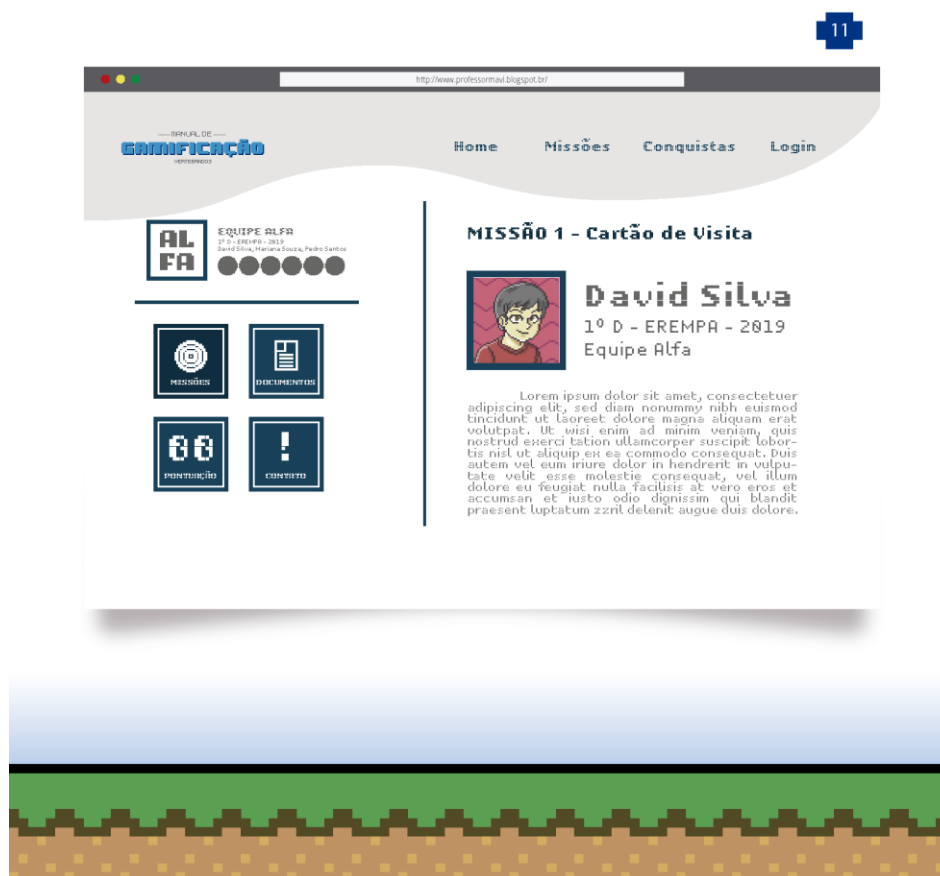 11
http://www.professormavl.blogspot.br/
MANUAL DE
GAMIFICAÇÃO
VERTEBRADOS
Home Missões Conquistas Login
AL
FA
EQUIPE ALFA
1º D - EREMPA - 2019
David Silva, Mariana Souza, Pedro Santos
MISSÕES
DOCUMENTOS
00
PONTUAÇÃO
!
CONTATO
MISSÃO 1 - Cartão de Visita
David Silva
1º D - EREMPA - 2019
Equipe Alfa
Lorem ipsum dolor sit amet, consectetuer
adipiscing elit, sed diam nonummy nibh euismod
tincidunt ut laoreet dolore magna aliquam erat
volutpat. Ut wisi enim ad minim veniam, quis
nostrud exerci tation ullamcorper suscipit lobor-
tis nisl ut aliquip ex ea commodo consequat. Duis
autem vel eum iriure dolor in hendrerit in vulpu-
tate velit esse molestie consequat, vel illum
dolore eu feugiat nulla facilisis at vero eros et
accumsan et iusto odio dignissim qui blandit
praesent luptatum zzril delenit augue duis dolore.